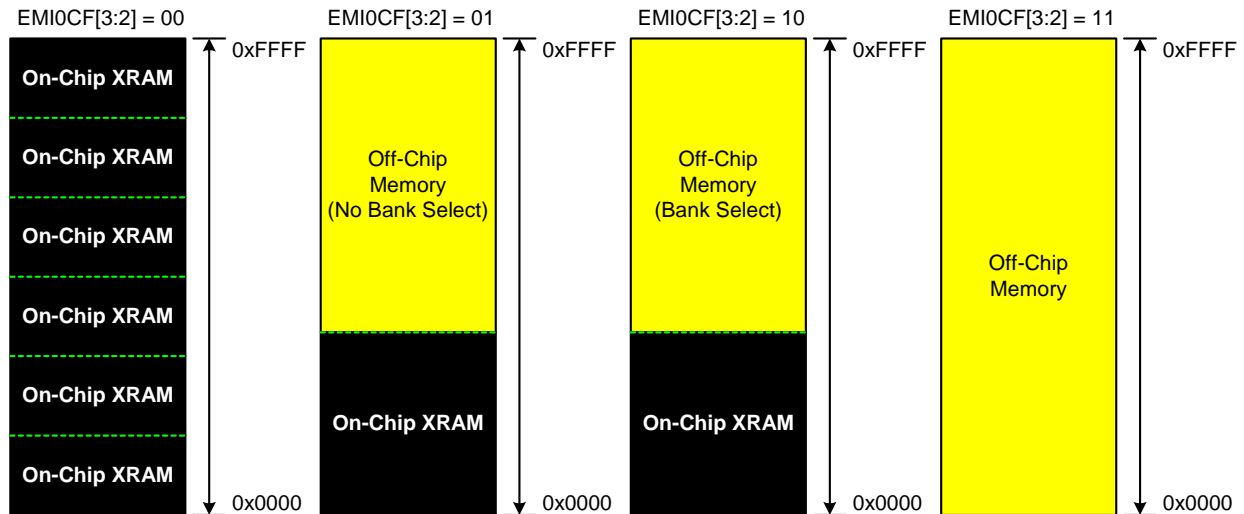 EMI0CF[3:2] = 00
On-Chip XRAM
On-Chip XRAM
On-Chip XRAM
On-Chip XRAM
On-Chip XRAM
On-Chip XRAM
0xFFFF
0x0000
EMI0CF[3:2] = 01
Off-Chip
Memory
(No Bank Select)
On-Chip XRAM
0xFFFF
0x0000
EMI0CF[3:2] = 10
Off-Chip
Memory
(Bank Select)
On-Chip XRAM
0xFFFF
0x0000
EMI0CF[3:2] = 11
Off-Chip
Memory
0xFFFF
0x0000